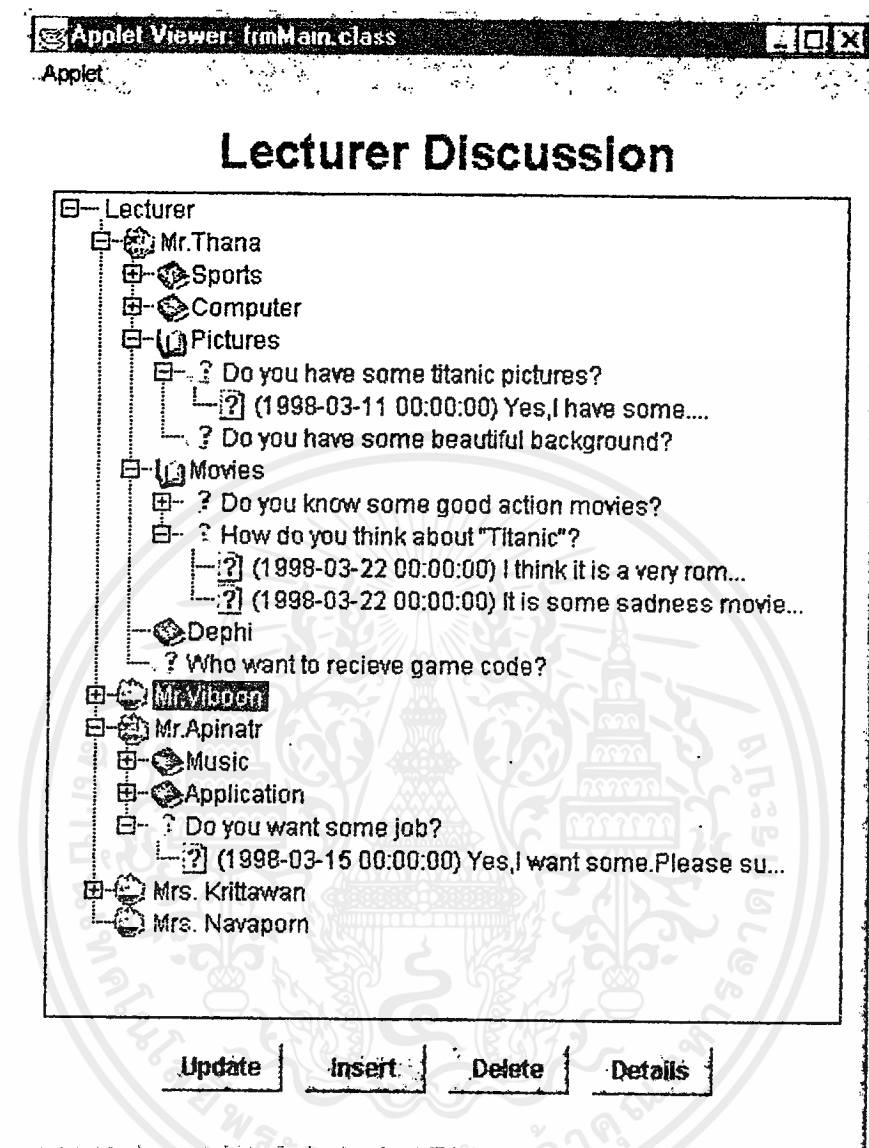 Applet Viewer: frmMain.class
Applet
Lecturer Discussion
Lecturer
Mr.Thana
Sports
Computer
Pictures
? Do you have some titanic pictures?
? (1998-03-11 00:00:00) Yes,I have some....
? Do you have some beautiful background?
Movies
? Do you know some good action movies?
? How do you think about "Titanic"?
? (1998-03-22 00:00:00) I think it is a very rom...
? (1998-03-22 00:00:00) It is some sadness movie...
Dephi
? Who want to recieve game code?
Mr.Viboon
Mr.Apinatr
Music
Application
? Do you want some job?
? (1998-03-15 00:00:00) Yes,I want some.Please su...
Mrs. Krittawan
Mrs. Navaporn
Update Insert Delete Details